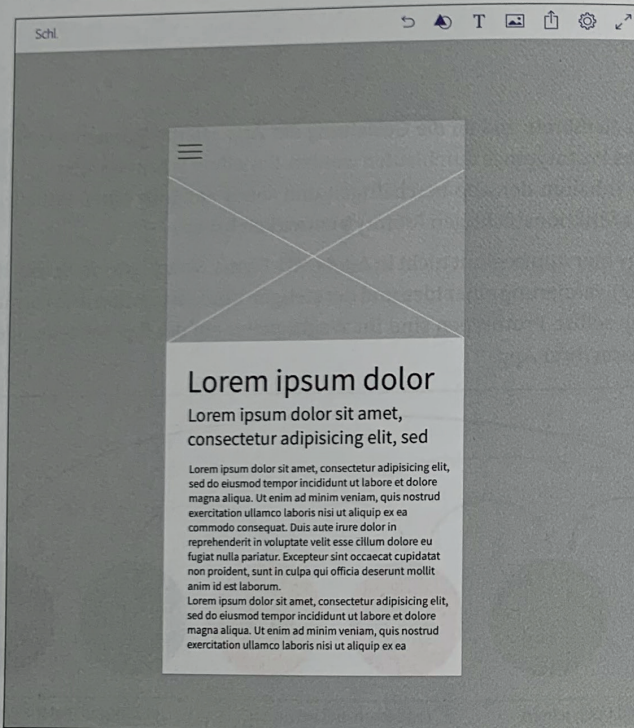 Schl.
T
Lorem ipsum dolor
Lorem ipsum dolor sit amet,
consectetur adipisicing elit, sed
Lorem ipsum dolor sit amet, consectetur adipisicing elit,
sed do eiusmod tempor incididunt ut labore et dolore
magna aliqua. Ut enim ad minim veniam, quis nostrud
exercitation ullamco laboris nisi ut aliquip ex ea
commodo consequat. Duis aute irure dolor in
reprehenderit in voluptate velit esse cillum dolore eu
fugiat nulla pariatur. Excepteur sint occaecat cupidatat
non proident, sunt in culpa qui officia deserunt mollit
anim id est laborum.
Lorem ipsum dolor sit amet, consectetur adipisicing elit,
sed do eiusmod tempor incididunt ut labore et dolore
magna aliqua. Ut enim ad minim veniam, quis nostrud
exercitation ullamco laboris nisi ut aliquip ex ea